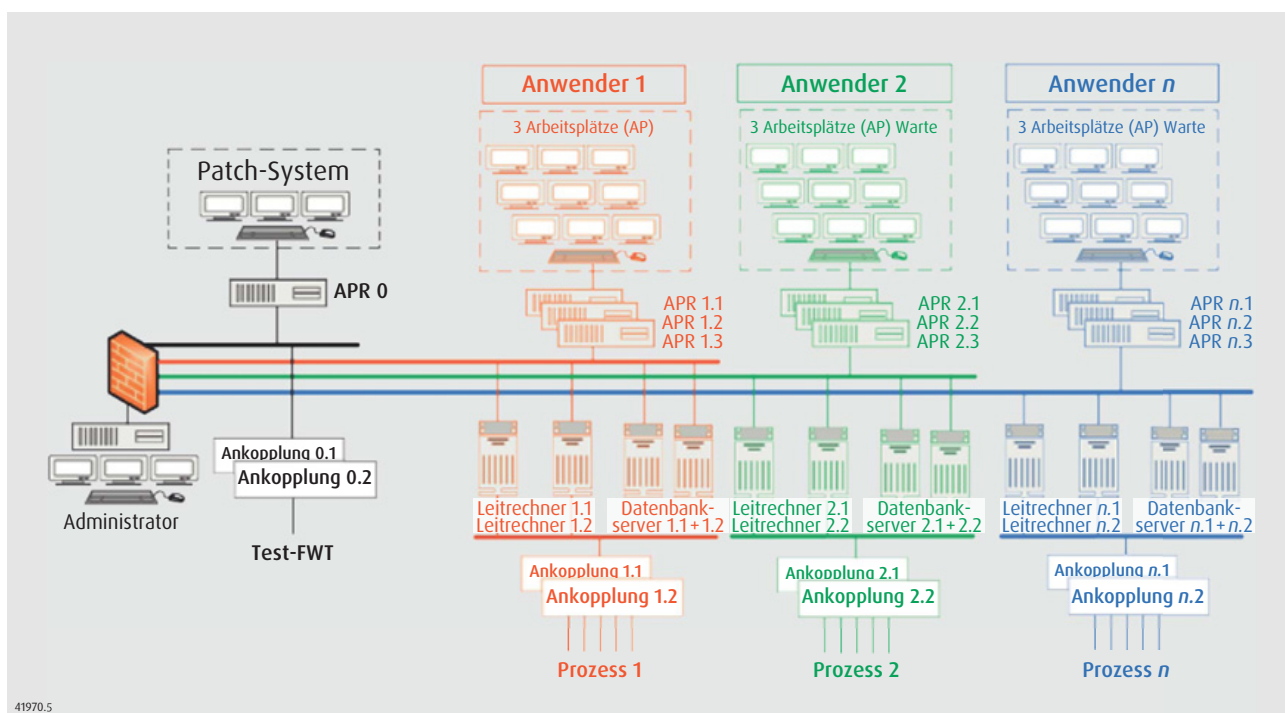 Anwender 1
Anwender 2
Anwender n
3 Arbeitsplätze (AP)
3 Arbeitsplätze (AP) Warte
3 Arbeitsplätze (AP) Warte
Patch-System
APR 0
APR 1.1
APR 1.2
APR 1.3
APR 2.1
APR 2.2
APR 2.3
APR n.1
APR n.2
APR n.3
Ankopplung 0.1
Ankopplung 0.2
Administrator
Test-FWT
Leitrechner 1.1
Leitrechner 1.2
Datenbank-
server 1.1 + 1.2
Leitrechner 2.1
Leitrechner 2.2
Datenbank-
server 2.1 + 2.2
Leitrechner n.1
Leitrechner n.2
Datenbank-
server n.1 + n.2
Ankopplung 1.1
Ankopplung 1.2
Ankopplung 2.1
Ankopplung 2.2
Ankopplung n.1
Ankopplung n.2
Prozess 1
Prozess 2
Prozess n
41970.5